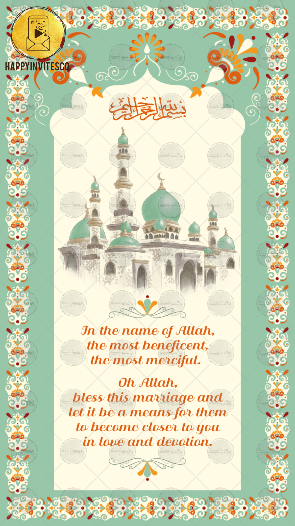 HAPPYINVITESCO
بسم الله الرحمن الرحيم
In the name of Allah,
the most beneficent,
the most merciful.
Oh Allah,
bless this marriage and
let it be a means for them
to become closer to you
in love and devotion.